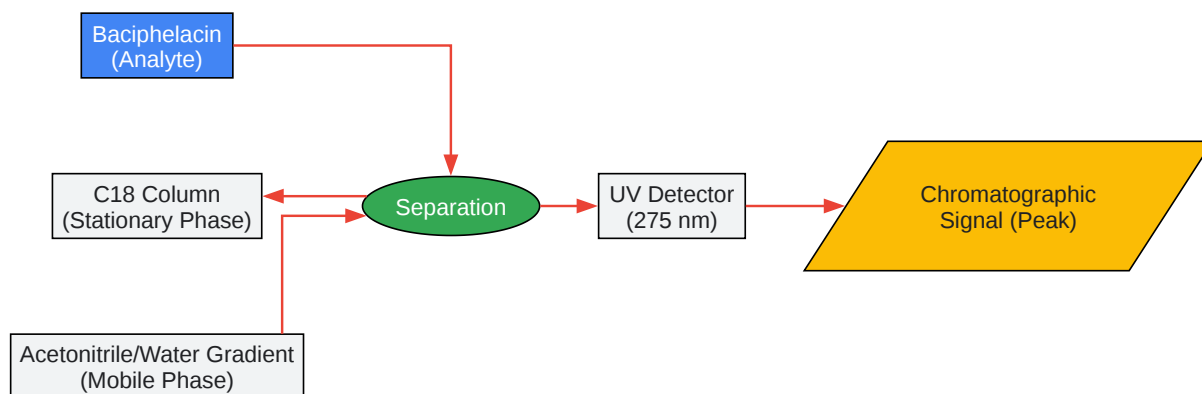 Baciphelacin
(Analyte)
C18 Column
(Stationary Phase)
Separation
UV Detector
(275 nm)
Chromatographic
Signal (Peak)
Acetonitrile/Water Gradient
(Mobile Phase)